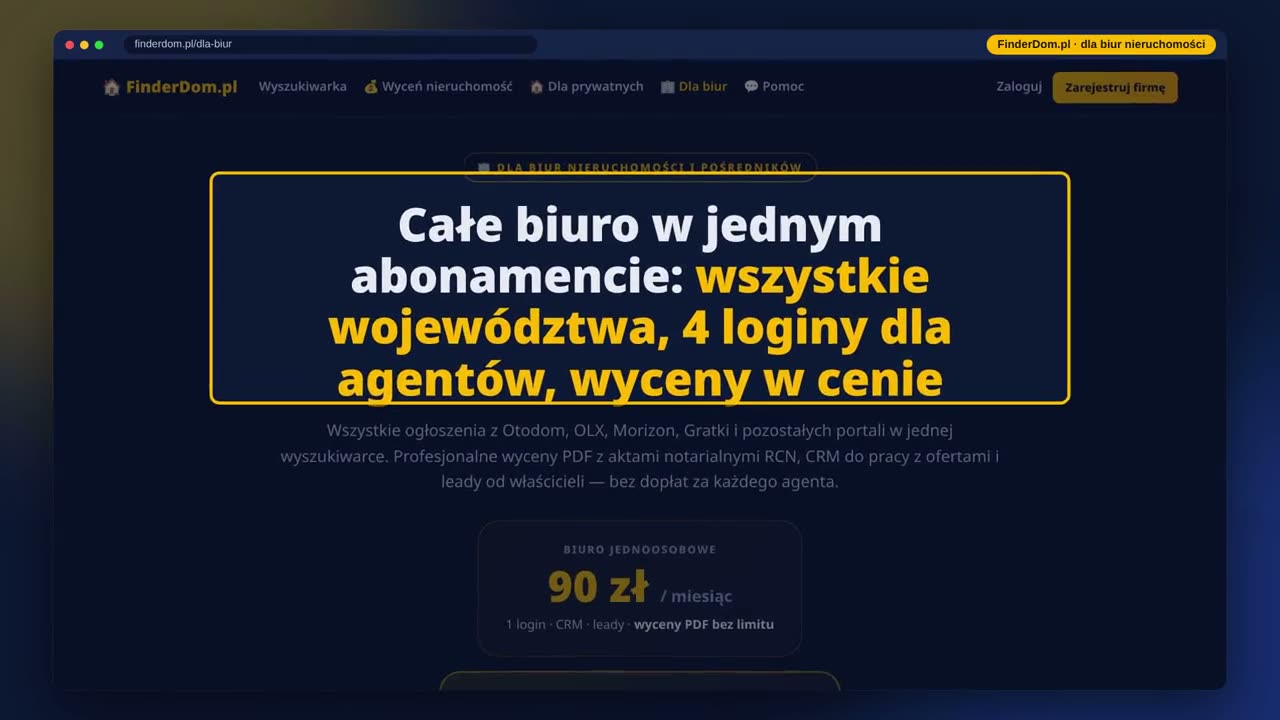 finderdom.pl/dla-biur
FinderDom.pl · dla biur nieruchomości
FinderDom.pl Wyszukiwarka Wyceń nieruchomość Dla prywatnych Dla biur Pomoc Zaloguj Zarejestruj firmę
DLA BIUR NIERUCHOMOŚCI I POŚREDNIKÓW
Całe biuro w jednym
abonamencie: wszystkie
województwa, 4 loginy dla
agentów, wyceny w cenie
Wszystkie ogłoszenia z Otodom, OLX, Morizon, Gratki i pozostałych portali w jednej
wyszukiwarce. Profesjonalne wyceny PDF z aktami notarialnymi RCN, CRM do pracy z ofertami i
leady od właścicieli — bez dopłat za każdego agenta.
BIURO JEDNOOSOBOWE
90 zł / miesiąc
1 login · CRM · leady · wyceny PDF bez limitu